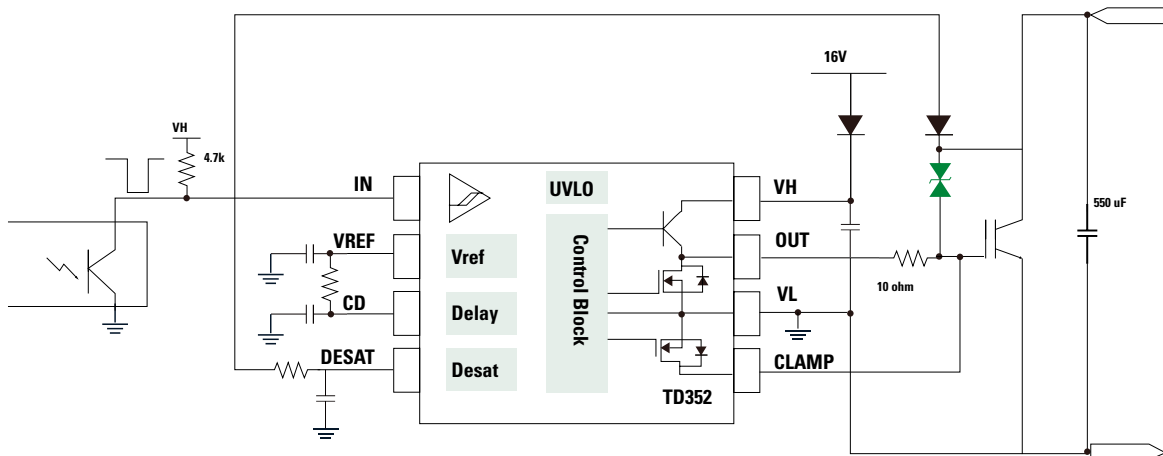 16V
VH
4.7k
IN
UVLO
VH
VREF
Vref
Control Block
OUT
10 ohm
550 uF
CD
Delay
VL
DESAT
Desat
CLAMP
TD352